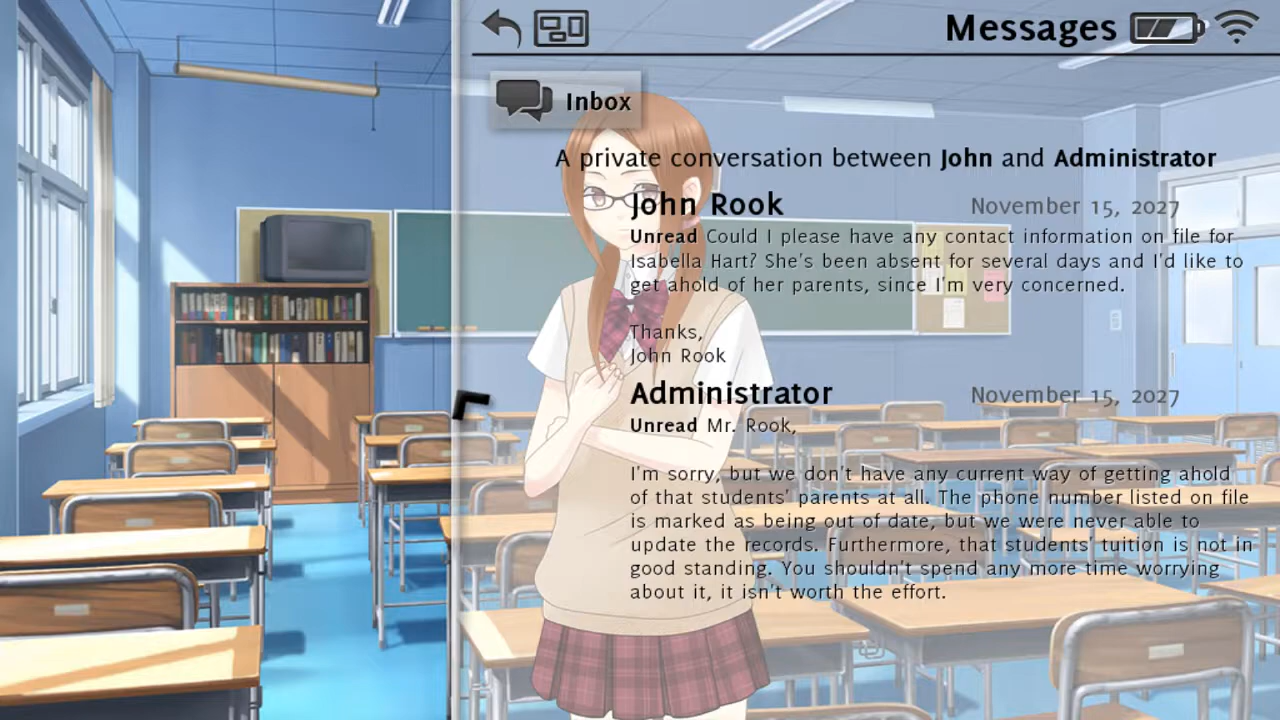 Messages
Inbox
A private conversation between John and Administrator
John Rook November 15, 2027
Unread Could I please have any contact information on file for
Isabella Hart? She's been absent for several days and I'd like to
get ahold of her parents, since I'm very concerned.
Thanks,
John Rook
Administrator November 15, 2027
Unread Mr. Rook,
I'm sorry, but we don't have any current way of getting ahold
of that students' parents at all. The phone number listed on file
is marked as being out of date, but we were never able to
update the records. Furthermore, that students' tuition is not in
good standing. You shouldn't spend any more time worrying
about it, it isn't worth the effort.